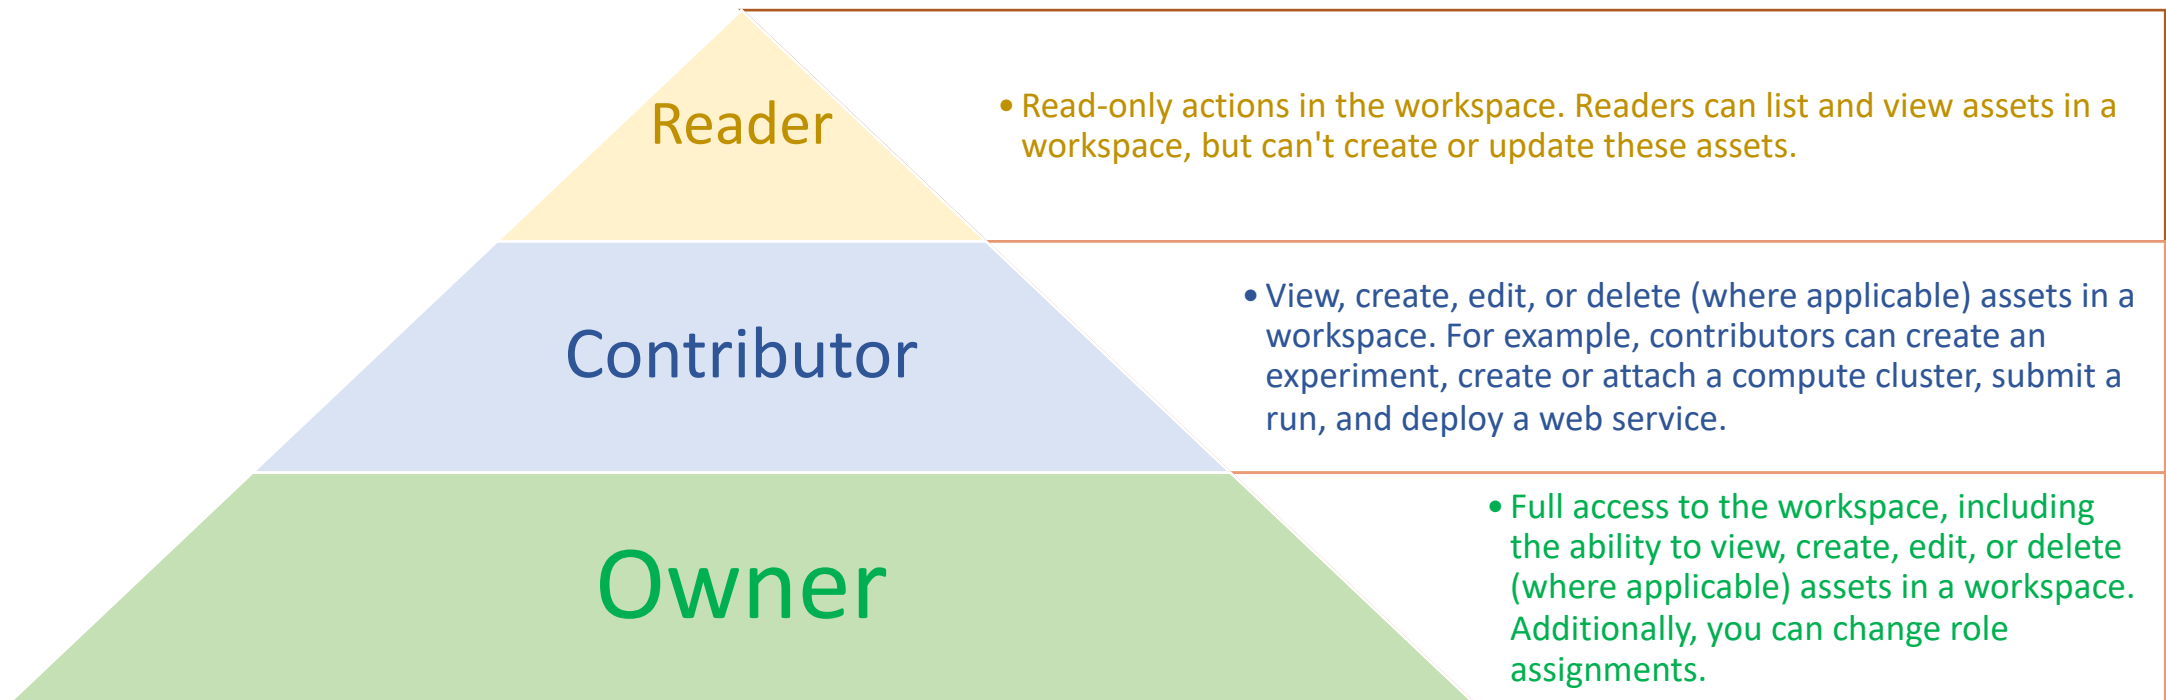 Reader
• Read-only actions in the workspace. Readers can list and view assets in a
workspace, but can't create or update these assets.
Contributor
• View, create, edit, or delete (where applicable) assets in a
workspace. For example, contributors can create an
experiment, create or attach a compute cluster, submit a
run, and deploy a web service.
Owner
• Full access to the workspace, including
the ability to view, create, edit, or delete
(where applicable) assets in a workspace.
Additionally, you can change role
assignments.